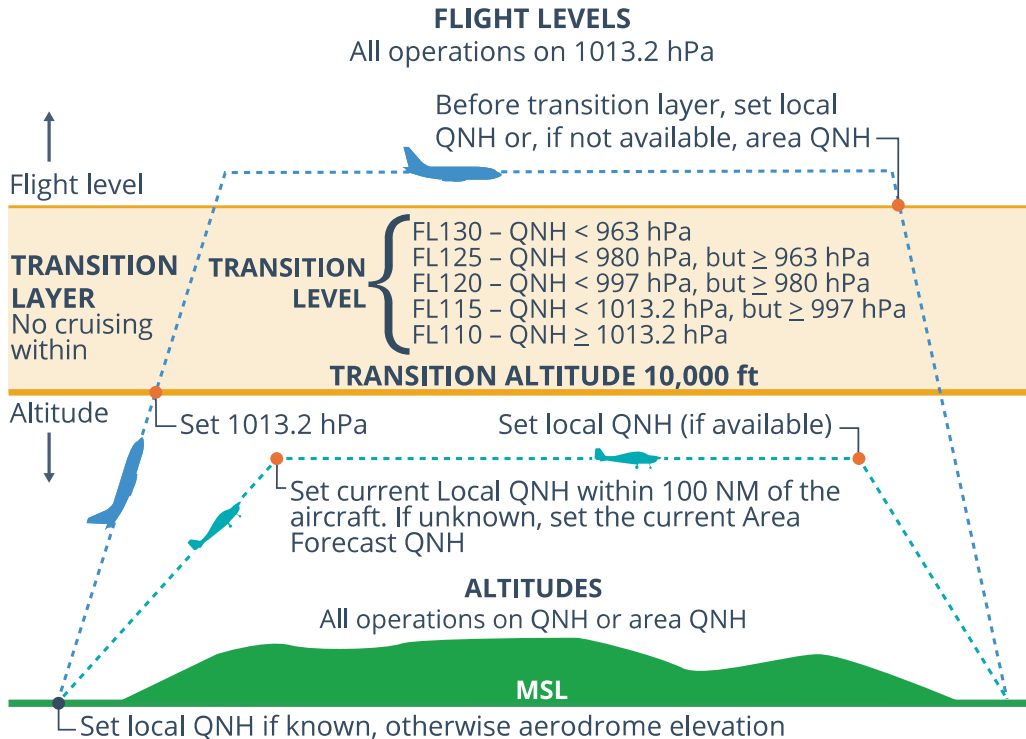 FLIGHT LEVELS
All operations on 1013.2 hPa
Before transition layer, set local
QNH or, if not available, area QNH
Flight level
TRANSITION
LAYER
No cruising
within
TRANSITION
LEVEL
FL130 – QNH < 963 hPa
FL125 – QNH < 980 hPa, but ≥ 963 hPa
FL120 – QNH < 997 hPa, but ≥ 980 hPa
FL115 – QNH < 1013.2 hPa, but ≥ 997 hPa
FL110 – QNH ≥ 1013.2 hPa
TRANSITION ALTITUDE 10,000 ft
Altitude
Set 1013.2 hPa
Set local QNH (if available)
Set current Local QNH within 100 NM of the
aircraft. If unknown, set the current Area
Forecast QNH
ALTITUDES
All operations on QNH or area QNH
MSL
Set local QNH if known, otherwise aerodrome elevation